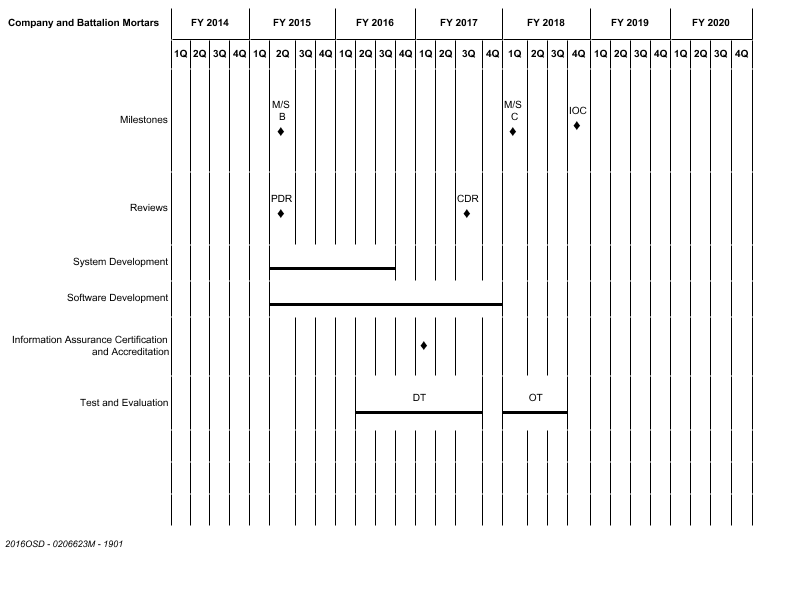 Company and Battalion Mortars FY 2014 FY 2015 FY 2016 FY 2017 FY 2018 FY 2019 FY 2020
1Q 2Q 3Q 4Q 1Q 2Q 3Q 4Q 1Q 2Q 3Q 4Q 1Q 2Q 3Q 4Q 1Q 2Q 3Q 4Q 1Q 2Q 3Q 4Q 1Q 2Q 3Q 4Q
Milestones
M/S
B
M/S
C
IOC
Reviews
PDR
CDR
System Development
Software Development
Information Assurance Certification
and Accreditation
Test and Evaluation
DT
OT
2016OSD - 0206623M - 1901